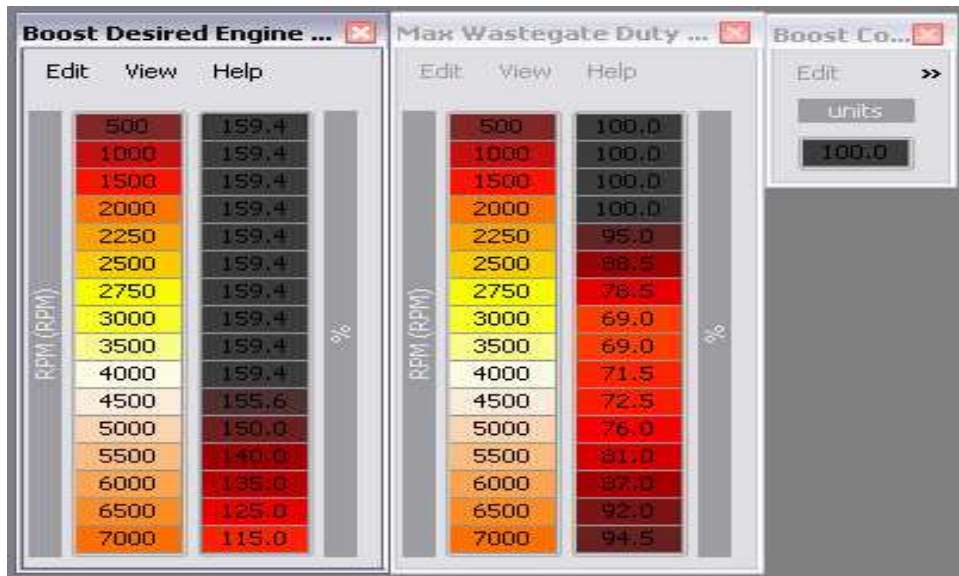 Boost Desired Engine ... Max Wastegate Duty ... Boost Co...
Edit View Help Edit View Help Edit »
units
100.0
RPM (RPM) % RPM (RPM) %
500 159.4 500 100.0
1000 159.4 1000 100.0
1500 159.4 1500 100.0
2000 159.4 2000 100.0
2250 159.4 2250 95.0
2500 159.4 2500 88.5
2750 159.4 2750 78.5
3000 159.4 3000 69.0
3500 159.4 3500 69.0
4000 159.4 4000 71.5
4500 155.6 4500 72.5
5000 150.0 5000 76.0
5500 140.0 5500 81.0
6000 135.0 6000 87.0
6500 125.0 6500 92.0
7000 115.0 7000 94.5